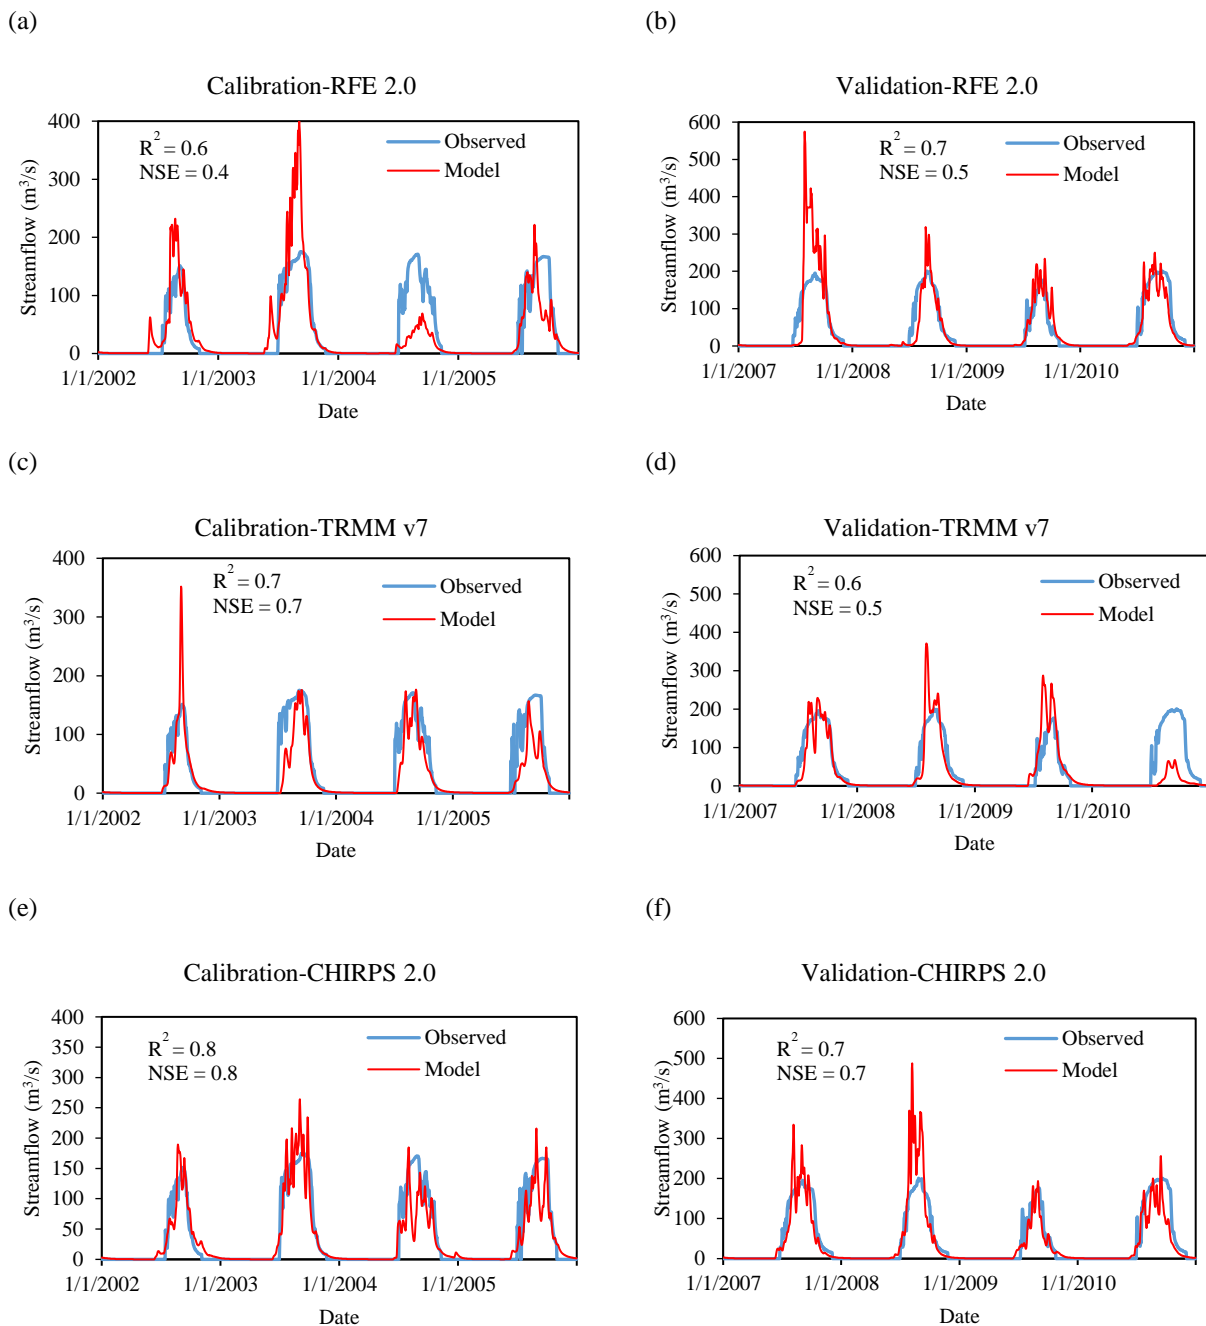 (a)
Calibration-RFE 2.0
Streamflow (m³/s)
400
300
200
100
0
R² = 0.6
NSE = 0.4
Observed
Model
1/1/2002
1/1/2003
1/1/2004
1/1/2005
Date
(b)
Validation-RFE 2.0
Streamflow (m³/s)
600
500
400
300
200
100
0
R² = 0.7
NSE = 0.5
Observed
Model
1/1/2007
1/1/2008
1/1/2009
1/1/2010
Date
(c)
Calibration-TRMM v7
Streamflow (m³/s)
400
300
200
100
0
R² = 0.7
NSE = 0.7
Observed
Model
1/1/2002
1/1/2003
1/1/2004
1/1/2005
Date
(d)
Validation-TRMM v7
Streamflow (m³/s)
600
500
400
300
200
100
0
R² = 0.6
NSE = 0.5
Observed
Model
1/1/2007
1/1/2008
1/1/2009
1/1/2010
Date
(e)
Calibration-CHIRPS 2.0
Streamflow (m³/s)
400
350
300
250
200
150
100
50
0
R² = 0.8
NSE = 0.8
Observed
Model
1/1/2002
1/1/2003
1/1/2004
1/1/2005
Date
(f)
Validation-CHIRPS 2.0
Streamflow (m³/s)
600
500
400
300
200
100
0
R² = 0.7
NSE = 0.7
Observed
Model
1/1/2007
1/1/2008
1/1/2009
1/1/2010
Date